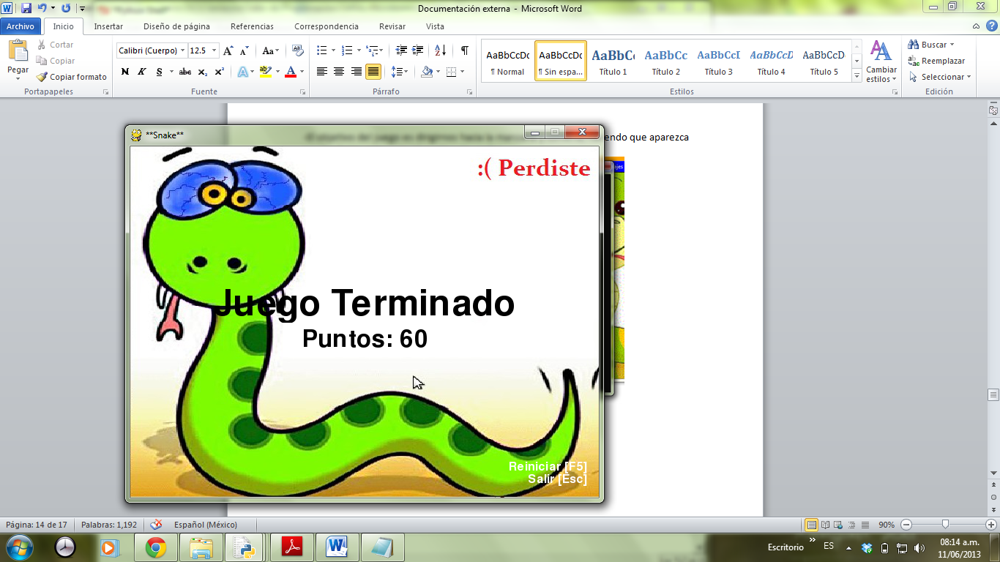 Documentación externa - Microsoft Word
Archivo Inicio Insertar Diseño de página Referencias Correspondencia Revisar Vista
Pegar
Cortar
Copiar
Copiar formato
Portapapeles
Calibri (Cuerpo) 12.5
N K S abc x₂ x²
Fuente
Párrafo
AaBbCcDc AaBbCcDc AaBbCc AaBbCc AaBbCcI AaBbCcD AaBbCcD
¶ Normal ¶ Sin espa... Título 1 Título 2 Título 3 Título 4 Título 5
Cambiar
estilos
Estilos
Buscar
Reemplazar
Seleccionar
Edición
endo que aparezca
**Snake**
:( Perdiste
Juego Terminado
Puntos: 60
Reiniciar [F5]
Salir [Esc]
Página: 14 de 17 Palabras: 1,192 Español (México) 90%
Escritorio ES 08:14 a.m.
11/06/2013